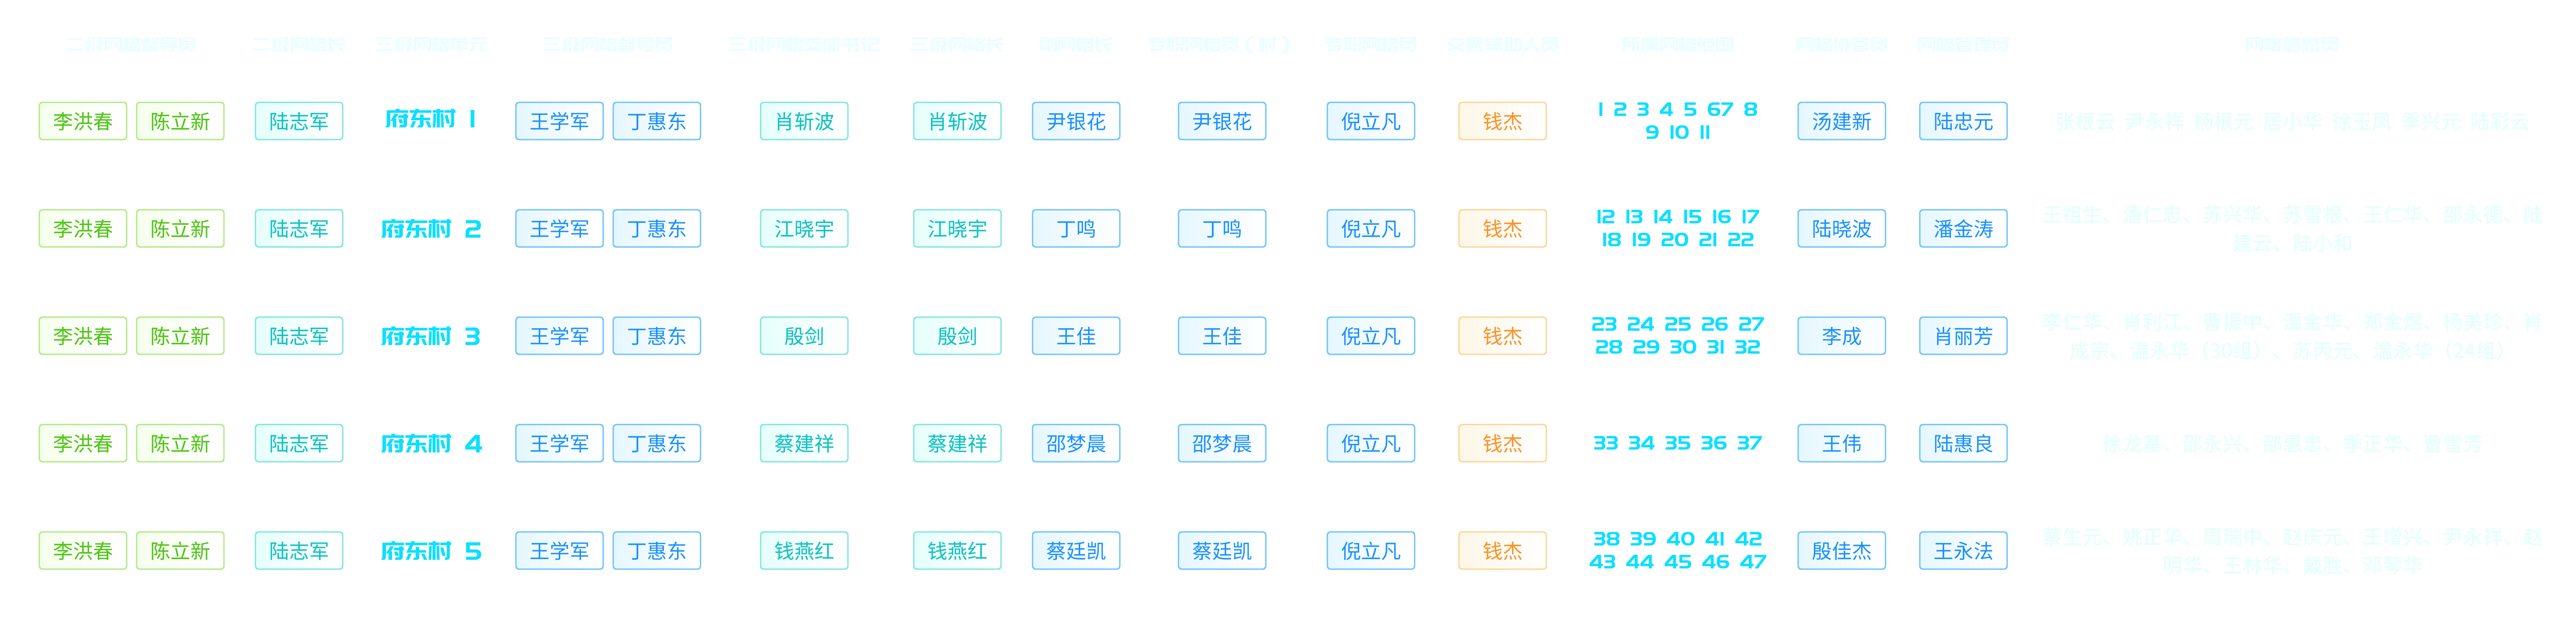 二级网格督导员 二级网格长 三级网格单元 三级网格督导员 三级网格支部书记 三级网格长 副网格长 专职网格员（村） 专职网格员 交管辅助人员 所属网格范围 网格协管员 网格管理员 网格信息员
李洪春 陈立新 陆志军 府东村 1 王学军 丁惠东 肖斩波 肖斩波 尹银花 尹银花 倪立凡 钱杰 1 2 3 4 5 67 8
9 10 11 汤建新 陆忠元 张根云 尹永祥 杨根元 居小华 徐玉凤 季兴元 陆彩云
李洪春 陈立新 陆志军 府东村 2 王学军 丁惠东 江晓宇 江晓宇 丁鸣 丁鸣 倪立凡 钱杰 12 13 14 15 16 17
18 19 20 21 22 陆晓波 潘金涛 王祖生、潘仁忠、苏兴华、苏雪根、王仁华、邵永德、陆
建云、陆小和
李洪春 陈立新 陆志军 府东村 3 王学军 丁惠东 殷剑 殷剑 王佳 王佳 倪立凡 钱杰 23 24 25 26 27
28 29 30 31 32 李成 肖丽芳 李仁华、肖利江、曹振中、温金华、郑金煜、杨美珍、肖
成宗、温永华（30组）、苏丙元、温永华（24组）
李洪春 陈立新 陆志军 府东村 4 王学军 丁惠东 蔡建祥 蔡建祥 邵梦晨 邵梦晨 倪立凡 钱杰 33 34 35 36 37 王伟 陆惠良 徐龙基、邵永兴、邵惠忠、季正华、曹雪芳
李洪春 陈立新 陆志军 府东村 5 王学军 丁惠东 钱燕红 钱燕红 蔡廷凯 蔡廷凯 倪立凡 钱杰 38 39 40 41 42
43 44 45 46 47 殷佳杰 王永法 蔡生元、姚正华、周瑞中、赵庆元、王增兴、尹永祥、赵
明华、王林华、戴胜、邓琴华